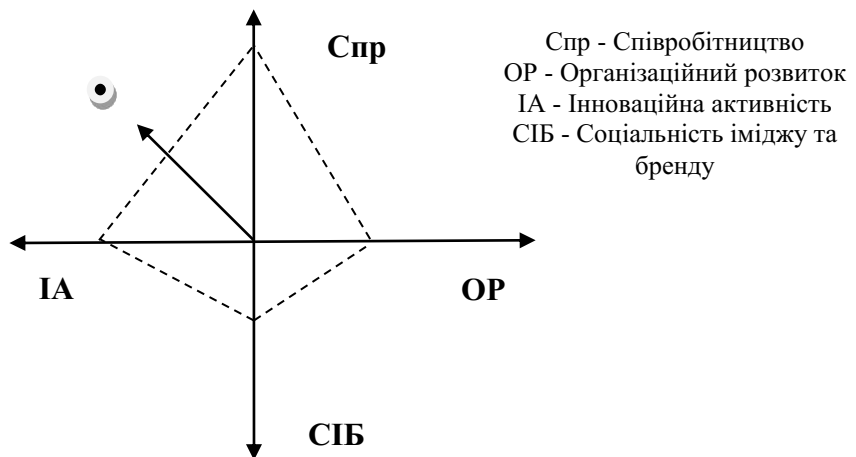 Спр
Спр - Співробітництво
ОР - Організаційний розвиток
ІА - Інноваційна активність
СІБ - Соціальність іміджу та
бренду
ІА
ОР
СІБ